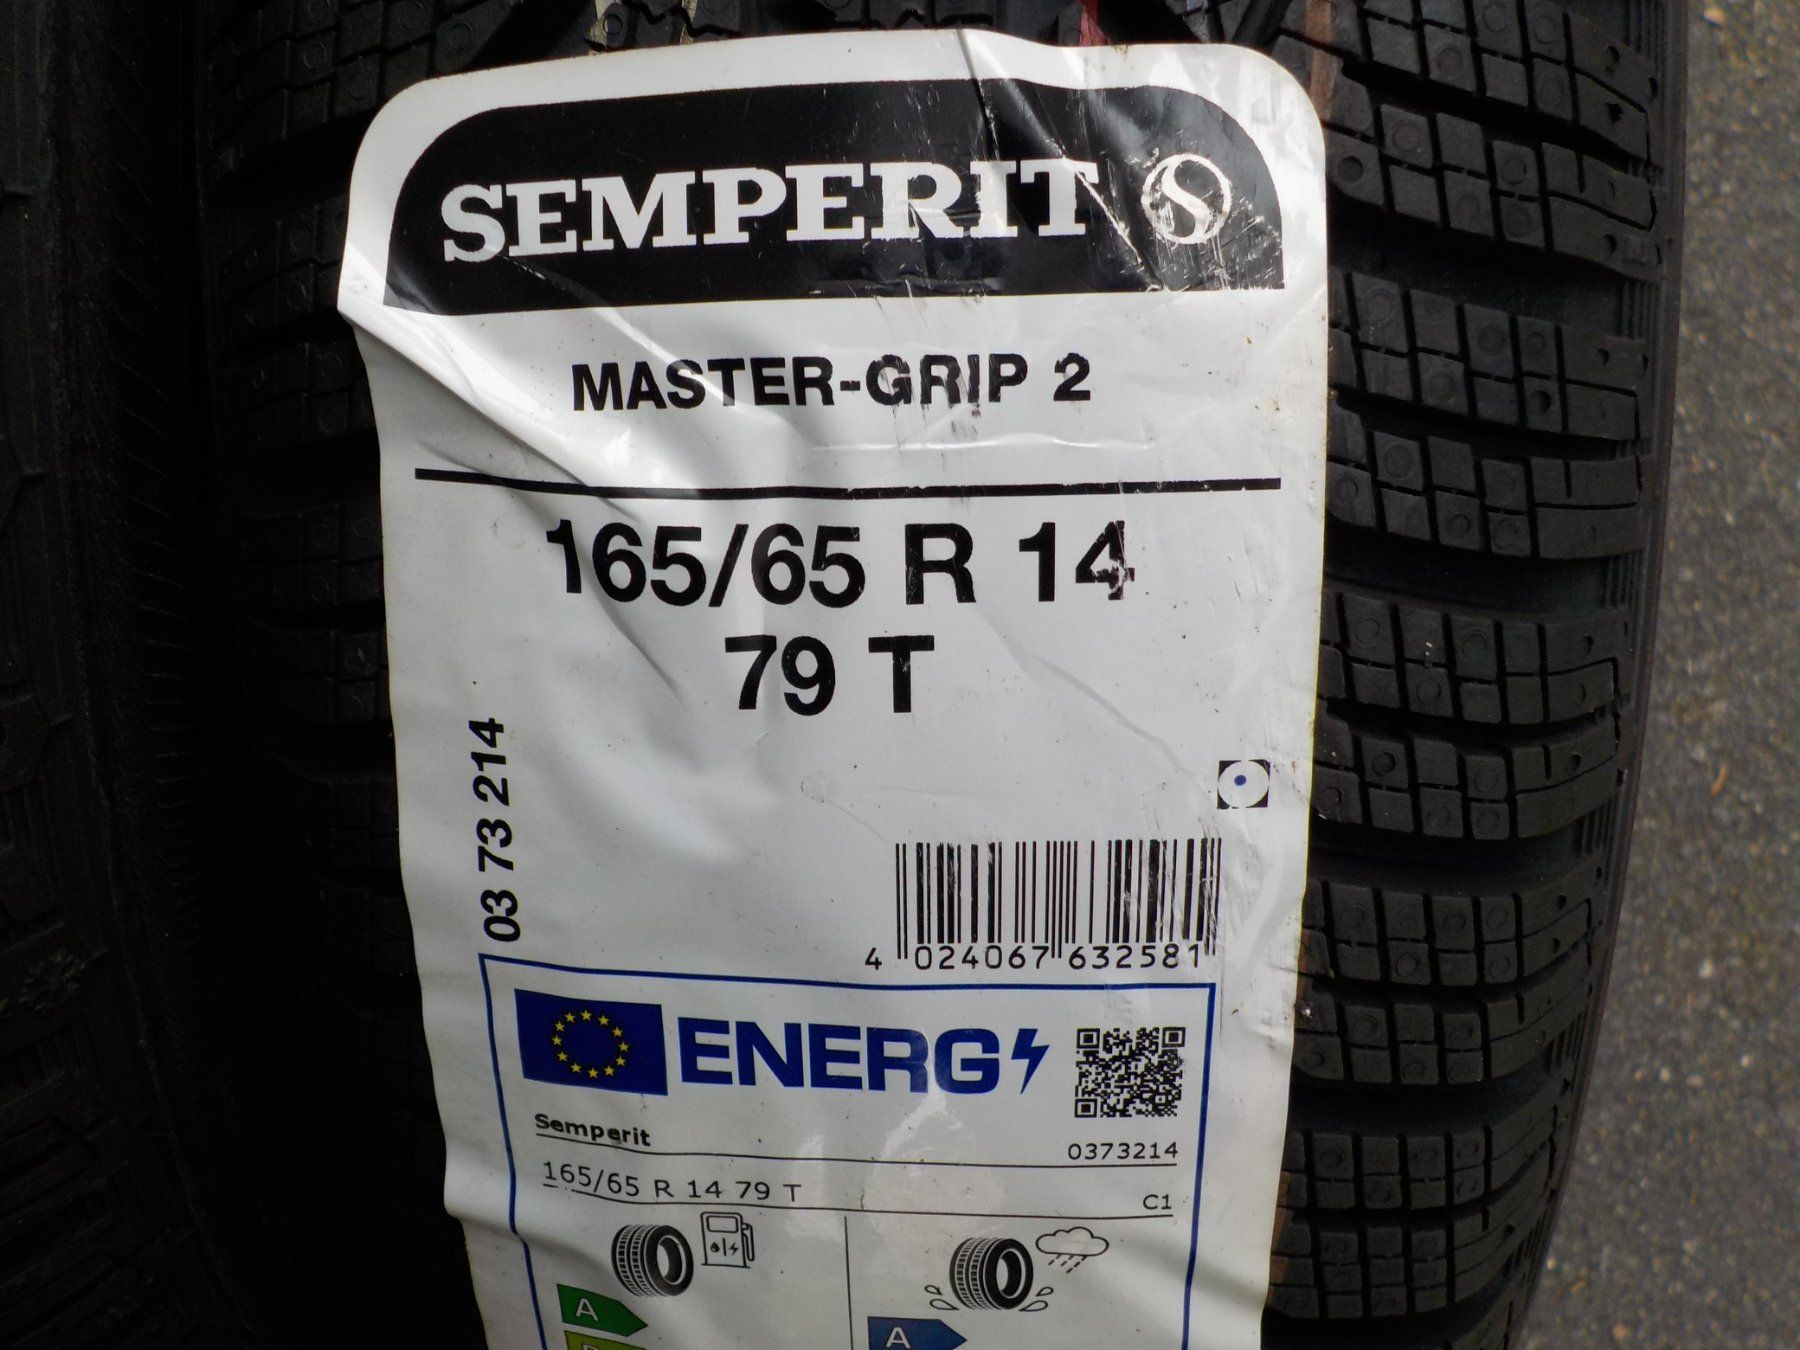 SEMPERIT
MASTER-GRIP 2
165/65 R 14
79 T
03 73 214
4 024067 632581
ENERG
Semperit
0373214
165/65 R 14 79 T
C1
A
A